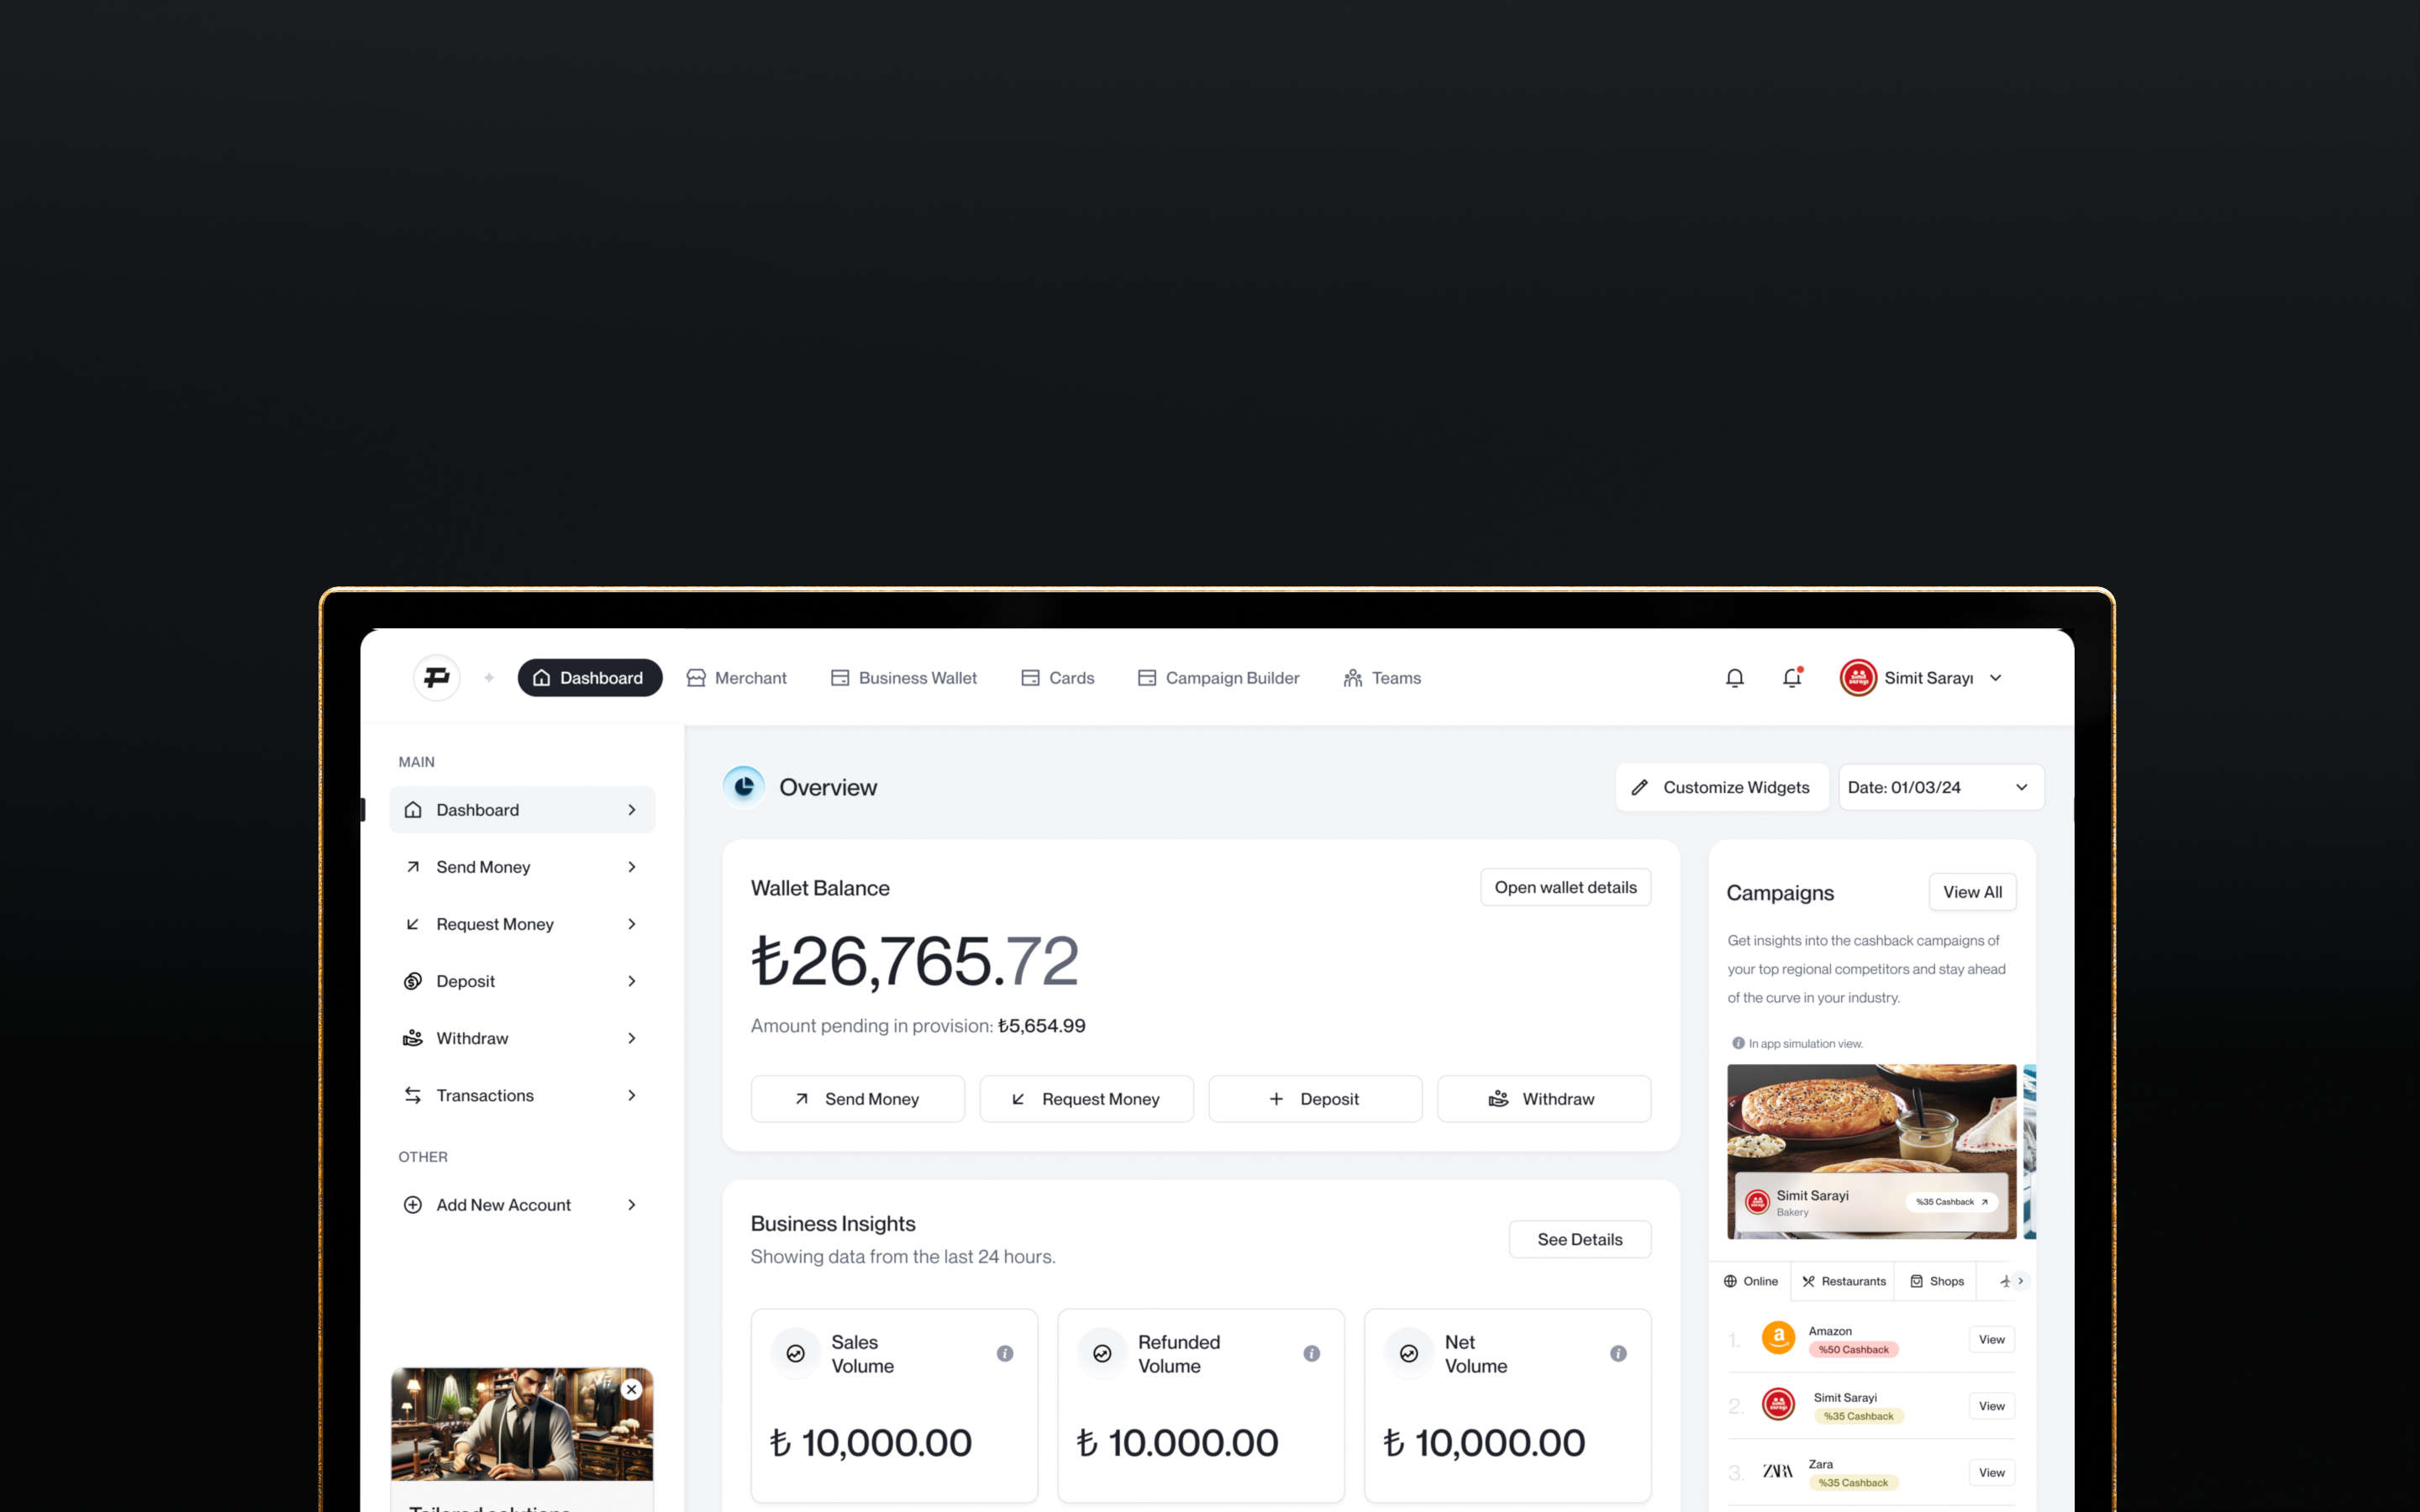 Dashboard
Merchant
Business Wallet
Cards
Campaign Builder
Teams
simit sarayı
Simit Sarayı
MAIN
Dashboard
Send Money
Request Money
Deposit
Withdraw
Transactions
OTHER
Add New Account
Overview
Customize Widgets
Date: 01/03/24
Wallet Balance
Open wallet details
₺26,765.72
Amount pending in provision: ₺5,654.99
Send Money
Request Money
Deposit
Withdraw
Business Insights
Showing data from the last 24 hours.
See Details
Sales
Volume
₺ 10,000.00
Refunded
Volume
₺ 10.000.00
Net
Volume
₺ 10,000.00
Campaigns
View All
Get insights into the cashback campaigns of
your top regional competitors and stay ahead
of the curve in your industry.
In app simulation view.
Simit Sarayi
Bakery
%35 Cashback
Online
Restaurants
Shops
1.
Amazon
%50 Cashback
View
2.
Simit Sarayi
%35 Cashback
View
3.
ZARA
Zara
%35 Cashback
View